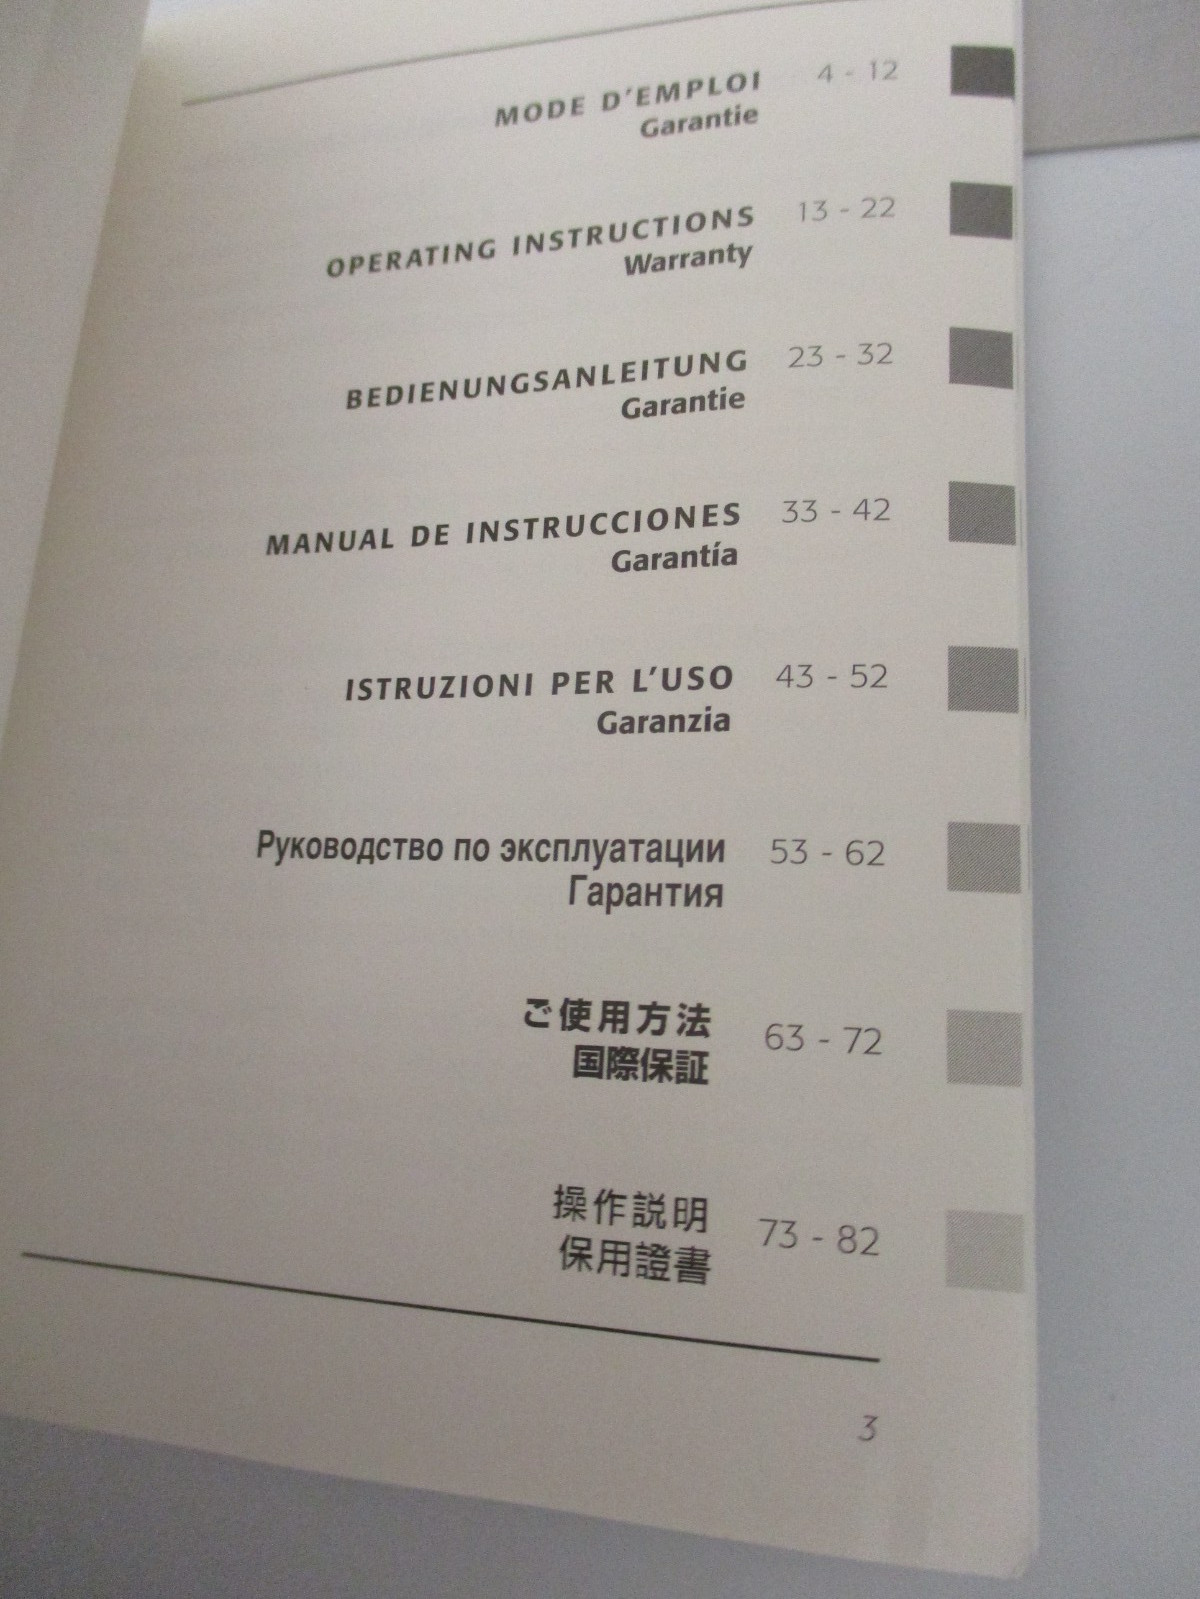 MODE D'EMPLOI 4 - 12
Garantie
OPERATING INSTRUCTIONS 13 - 22
Warranty
BEDIENUNGSANLEITUNG 23 - 32
Garantie
MANUAL DE INSTRUCCIONES 33 - 42
Garantía
ISTRUZIONI PER L'USO 43 - 52
Garanzia
Руководство по эксплуатации 53 - 62
Гарантия
ご使用方法 63 - 72
国際保証
操作説明 73 - 82
保用證書
3